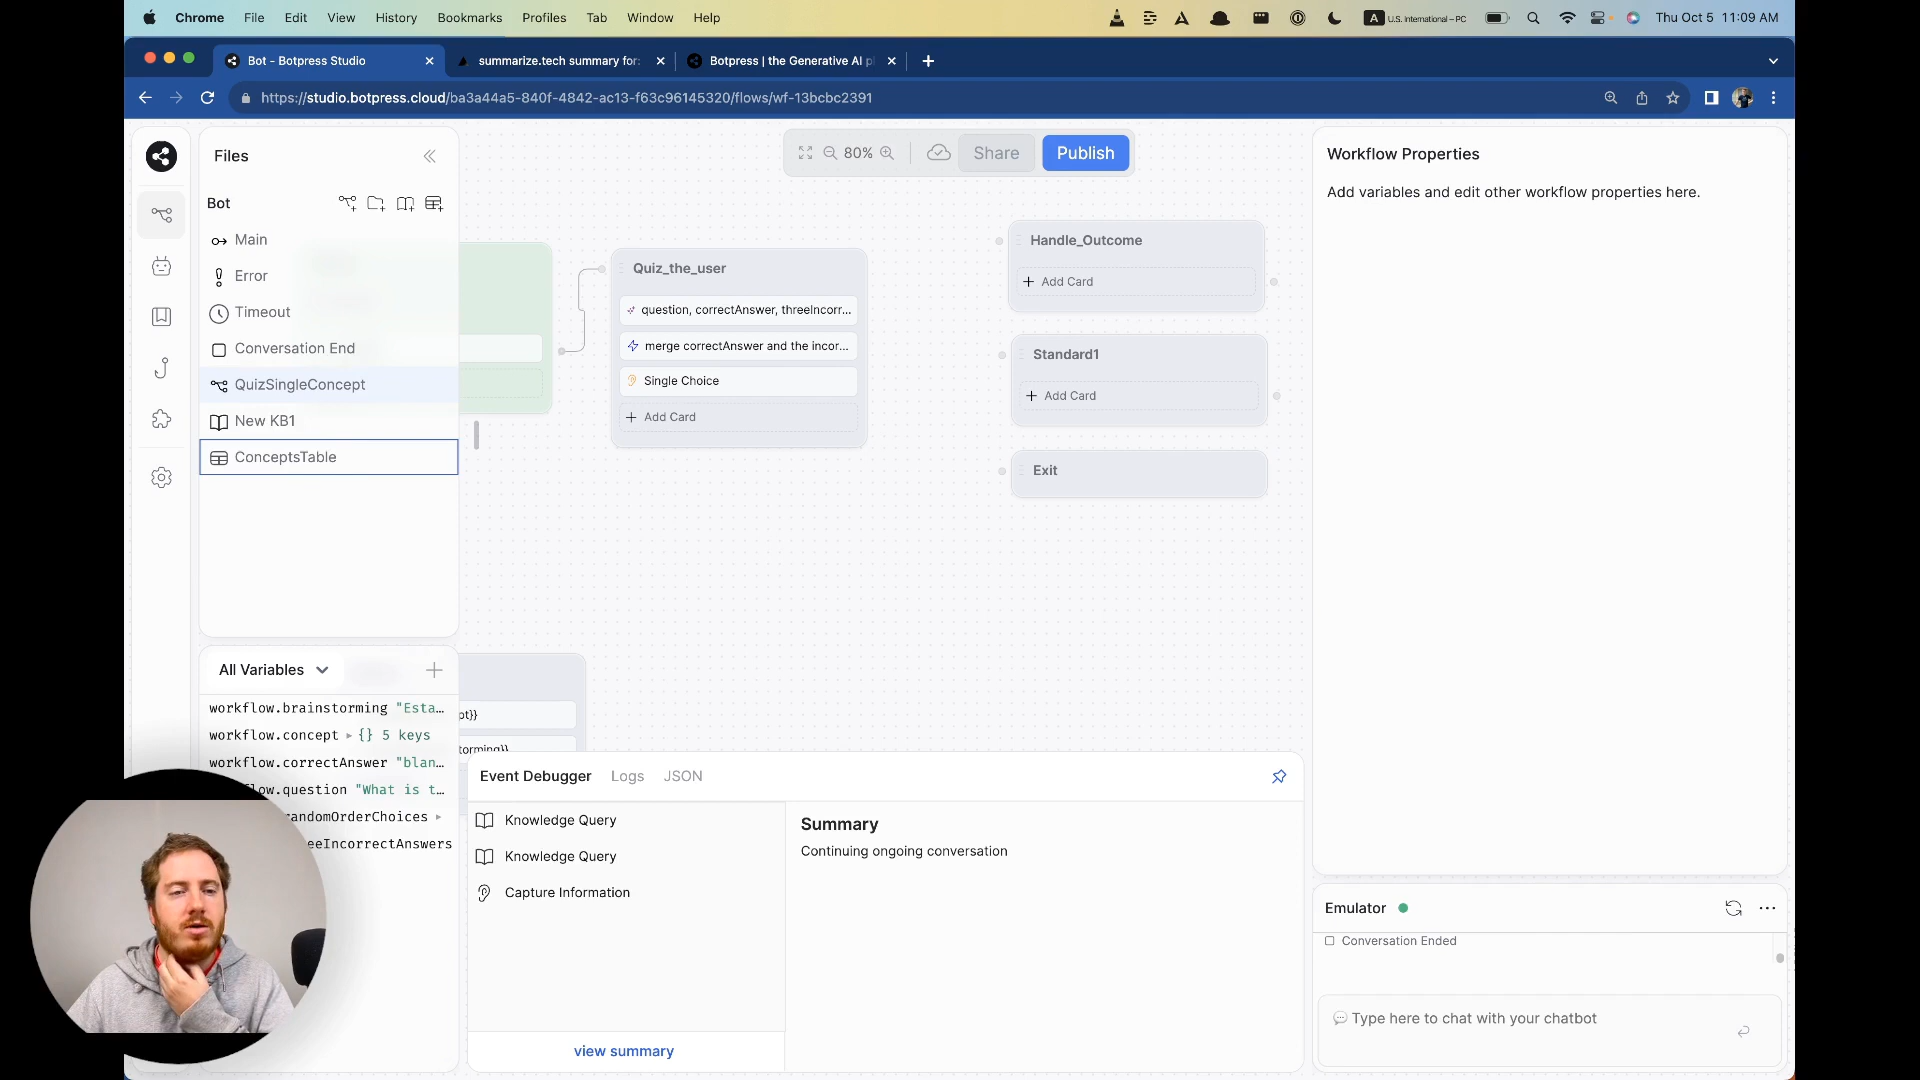 Chrome File Edit View History Bookmarks Profiles Tab Window Help
A U.S. International – PC
Thu Oct 5 11:09 AM
Bot - Botpress Studio
summarize.tech summary for:
Botpress | the Generative AI
https://studio.botpress.cloud/ba3a44a5-840f-4842-ac13-f63c96145320/flows/wf-13bcbc2391
Files
80%
Share
Publish
Bot
Main
Error
Timeout
Conversation End
QuizSingleConcept
New KB1
ConceptsTable
Quiz_the_user
question, correctAnswer, threeIncorr...
merge correctAnswer and the incor...
Single Choice
Add Card
Handle_Outcome
Add Card
Standard1
Add Card
Exit
Workflow Properties
Add variables and edit other workflow properties here.
All Variables
workflow.brainstorming "Esta…
workflow.concept {} 5 keys
workflow.correctAnswer "blan…
low.question "What is t…
randomOrderChoices
eeIncorrectAnswers
pt}}
torming}}
Event Debugger Logs JSON
Knowledge Query
Knowledge Query
Capture Information
view summary
Summary
Continuing ongoing conversation
Emulator
Conversation Ended
Type here to chat with your chatbot